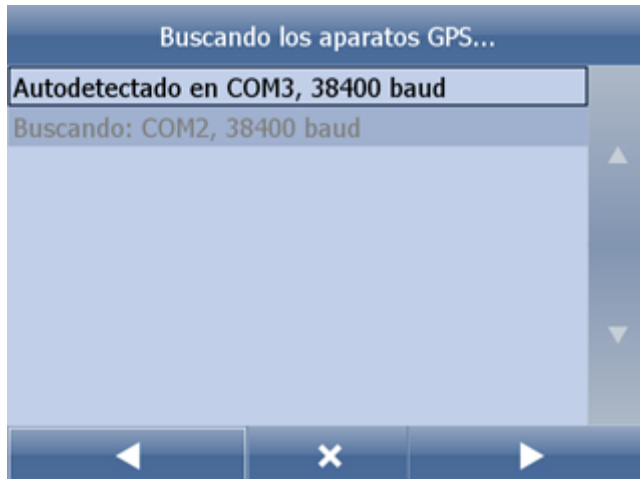 Buscando los aparatos GPS...
Autodetectado en COM3, 38400 baud
Buscando: COM2, 38400 baud